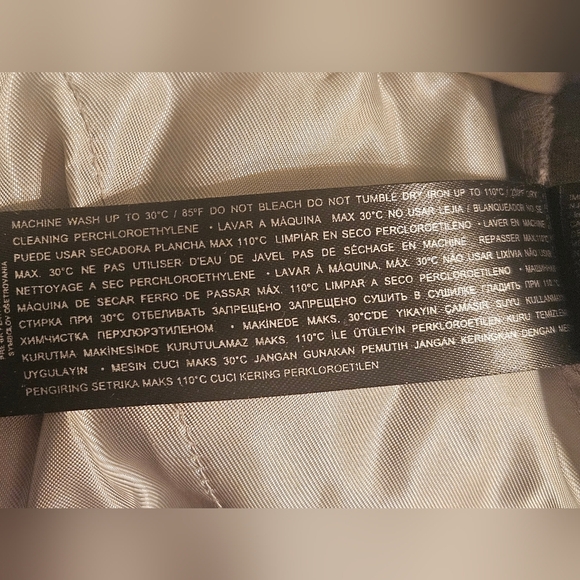 MACHINE WASH UP TO 30°C / 85°F DO NOT BLEACH DO NOT TUMBLE DRY IRON UP TO 110°C / 230°F DRY
CLEANING PERCHLOROETHYLENE • LAVAR A MÁQUINA MAX 30°C NO USAR LEJIA / BLANQUEADOR NO SE
PUEDE USAR SECADORA PLANCHA MAX 110°C LIMPIAR EN SECO PERCLOROETILENO • LAVER EN MACHINE
MAX. 30°C NE PAS UTILISER D'EAU DE JAVEL PAS DE SÉCHAGE EN MACHINE REPASSER MAX.110°C
NETTOYAGE A SEC PERCHLOROETHYLENE • LAVAR À MÁQUINA, MÁX. 30°C NÃO USAR LIXÍVIA NÃO USAR
MÁQUINA DE SECAR FERRO DE PASSAR MÁX. 110°C LIMPAR A SECO PERCLOROETILENO •
СТИРКА ПРИ 30°C ОТБЕЛИВАТЬ ЗАПРЕЩЕНО ЗАПРЕЩЕНО СУШИТЬ В СУШИЛКЕ ГЛАДИТЬ ПРИ 110°C
ХИМЧИСТКА ПЕРХЛОРЭТИЛЕНОМ • MAKİNEDE MAKS. 30°C'DE YIKAYIN ÇAMAŞIR SUYU KULLANMAYIN
KURUTMA MAKİNESİNDE KURUTULAMAZ MAKS. 110°C İLE ÜTÜLEYİN PERKLOROETİLEN KURU TEMİZLEME
UYGULAYIN • MESIN CUCI MAKS 30°C JANGAN GUNAKAN PEMUTIH JANGAN KERINGKAN DENGAN
PENGIRING SETRIKA MAKS 110°C CUCI KERING PERKLOROETILEN